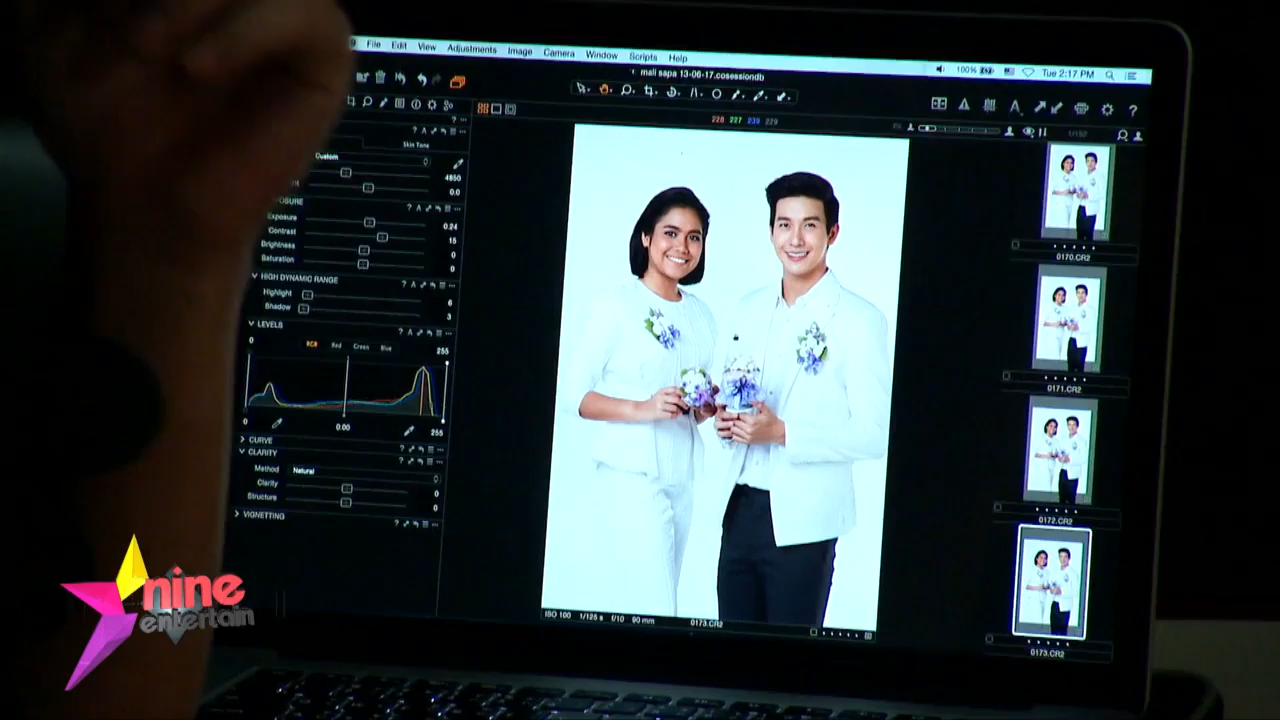 File Edit View Adjustments Image Camera Window Scripts Help
100% Tue 2:17 PM
mali sapa 13-06-17.cosessiondb
228 227 239 229
1/152
Skin Tone
Custom
4850
0.0
Exposure 0.24
Contrast 15
Brightness 0
Saturation 0
HIGH DYNAMIC RANGE
Highlight 6
Shadow 3
LEVELS
0 RGB Red Green Blue 255
0 0.00 255
CURVE
CLARITY
Method Natural
Clarity 0
Structure 0
VIGNETTING
ISO 100 1/125 s f/10 90 mm 0173.CR2
0170.CR2
0171.CR2
0172.CR2
0173.CR2
nine
entertain